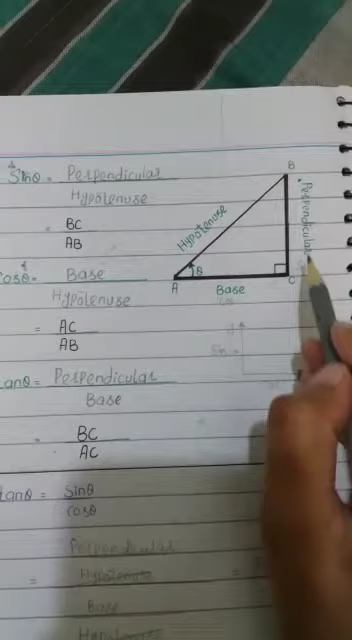 Sinθ = Perpendicular
Hypotenuse
= BC
AB
Cosθ = Base
Hypotenuse
= AC
AB
tanθ = Perpendicular
Base
= BC
AC
tanθ = Sinθ
Cosθ
Perpendicular
= Hypotenuse =
Base
Hypotenuse
B
Hypotenuse
Perpendicular
θ
A
Base
C